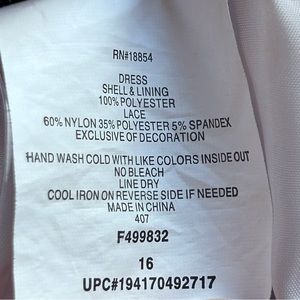 RN#18854
DRESS
SHELL & LINING
100% POLYESTER
LACE
60% NYLON 35% POLYESTER 5% SPANDEX
EXCLUSIVE OF DECORATION
HAND WASH COLD WITH LIKE COLORS INSIDE OUT
NO BLEACH
LINE DRY
COOL IRON ON REVERSE SIDE IF NEEDED
MADE IN CHINA
407
F499832
16
UPC#194170492717